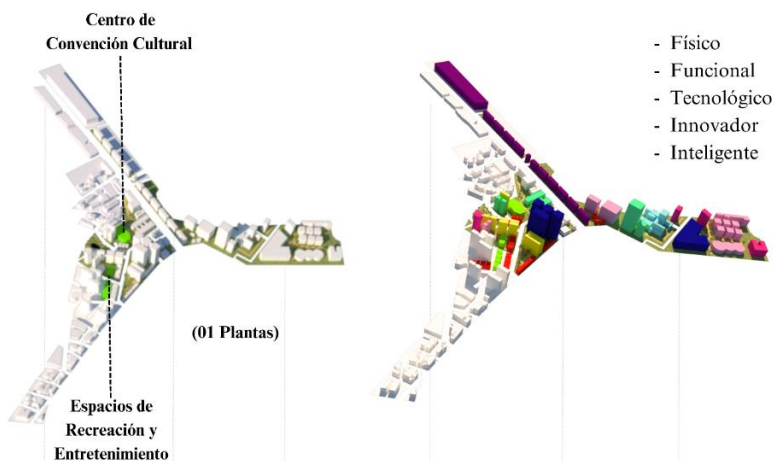 Centro de
Convención Cultural
(01 Plantas)
Espacios de
Recreación y
Entretenimiento
- Físico
- Funcional
- Tecnológico
- Innovador
- Inteligente